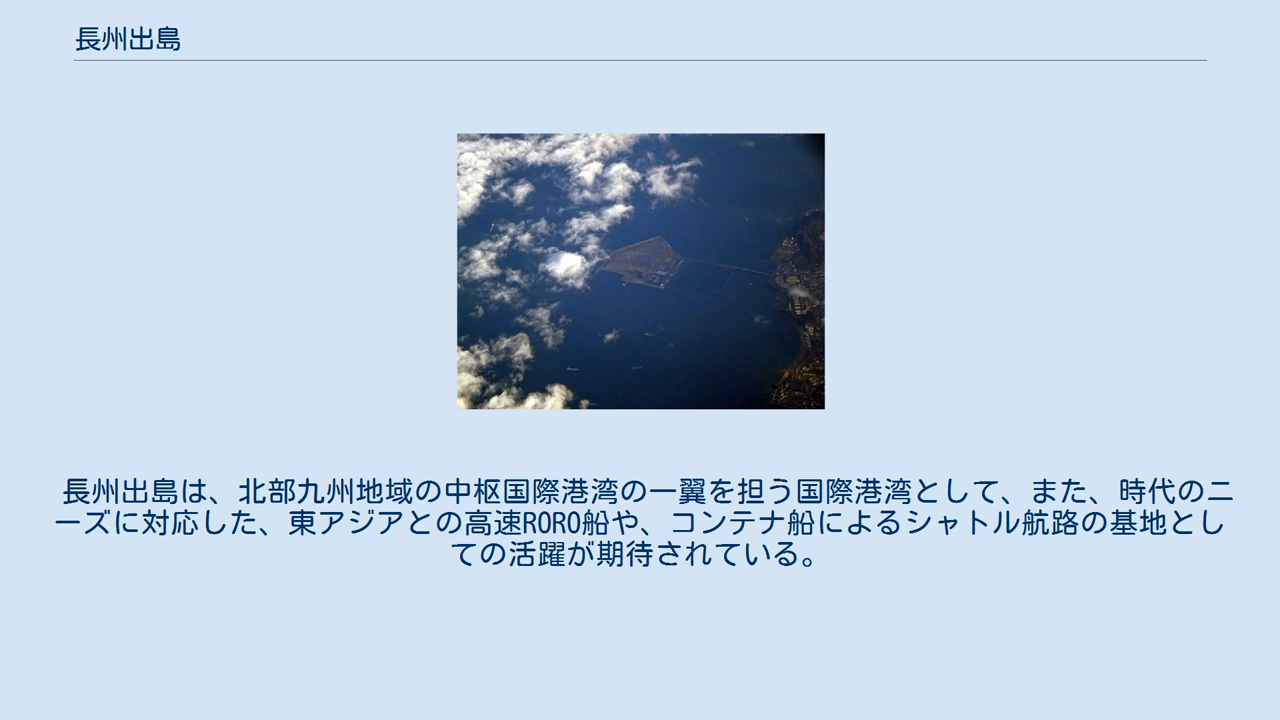 長州出島
長州出島は、北部九州地域の中枢国際港湾の一翼を担う国際港湾として、また、時代のニ
ーズに対応した、東アジアとの高速RORO船や、コンテナ船によるシャトル航路の基地とし
ての活躍が期待されている。